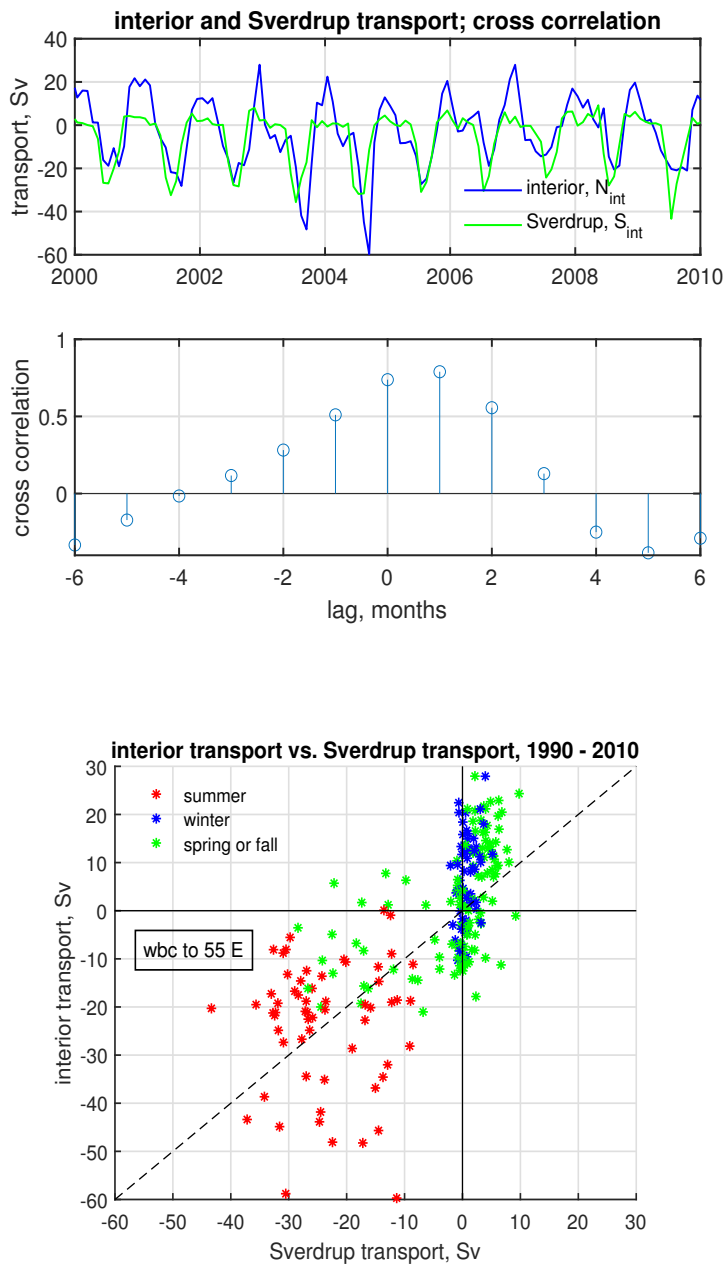 interior and Sverdrup transport; cross correlation
transport, Sv
40
20
0
-20
-40
-60
interior, N_int
Sverdrup, S_int
2000 2002 2004 2006 2008 2010
cross correlation
1
0.5
0
-6 -4 -2 0 2 4 6
lag, months
interior transport vs. Sverdrup transport, 1990 - 2010
interior transport, Sv
30
20
10
0
-10
-20
-30
-40
-50
-60
summer
winter
spring or fall
wbc to 55 E
-60 -50 -40 -30 -20 -10 0 10 20 30
Sverdrup transport, Sv